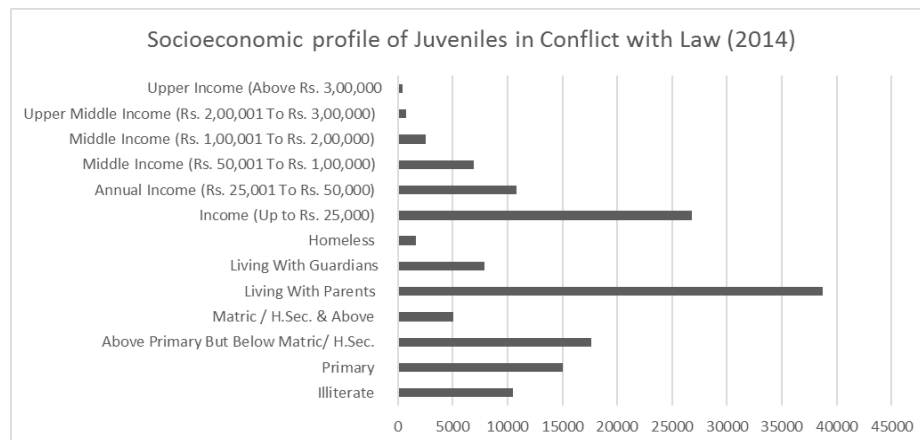 Socioeconomic profile of Juveniles in Conflict with Law (2014)
Upper Income (Above Rs. 3,00,000
Upper Middle Income (Rs. 2,00,001 To Rs. 3,00,000)
Middle Income (Rs. 1,00,001 To Rs. 2,00,000)
Middle Income (Rs. 50,001 To Rs. 1,00,000)
Annual Income (Rs. 25,001 To Rs. 50,000)
Income (Up to Rs. 25,000)
Homeless
Living With Guardians
Living With Parents
Matric / H.Sec. & Above
Above Primary But Below Matric/ H.Sec.
Primary
Illiterate
0 5000 10000 15000 20000 25000 30000 35000 40000 45000